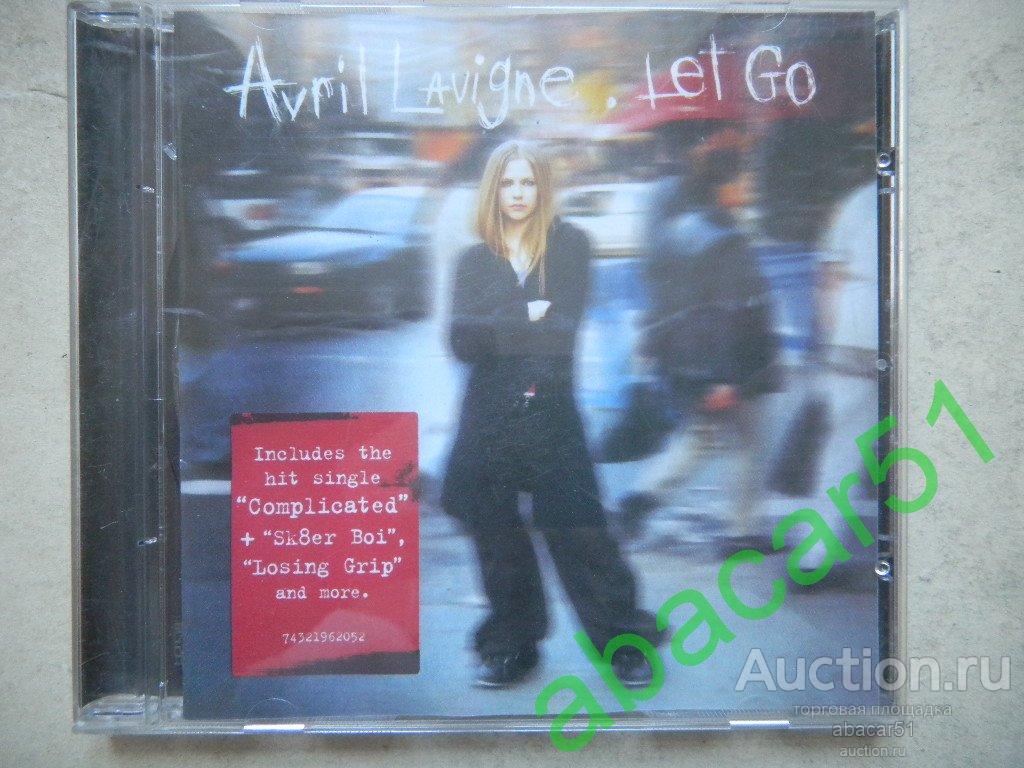 Avril Lavigne . Let Go
Includes the
hit single
“Complicated”
+ “Sk8er Boi”,
“Losing Grip”
and more.
74321962052
abacar51
Auction.ru
торговая площадка
abacar51
auction.ru